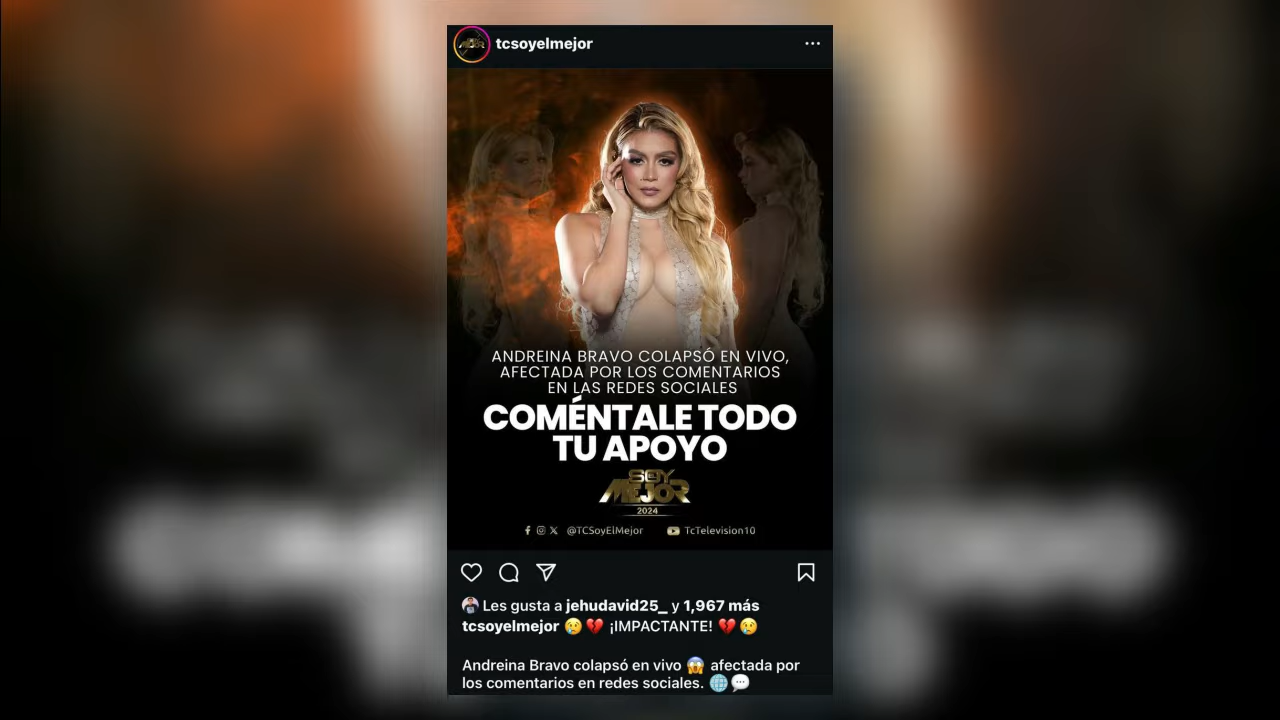 tcsoyelmejor
ANDREINA BRAVO COLAPSÓ EN VIVO,
AFECTADA POR LOS COMENTARIOS
EN LAS REDES SOCIALES
COMÉNTALE TODO
TU APOYO
SOY
MEJOR
2024
@TCSoyElMejor TcTelevision10
Les gusta a jehudavid25_ y 1,967 más
tcsoyelmejor 😢💔 ¡IMPACTANTE! 💔😢
Andreina Bravo colapsó en vivo 😱 afectada por
los comentarios en redes sociales. 🌐💬